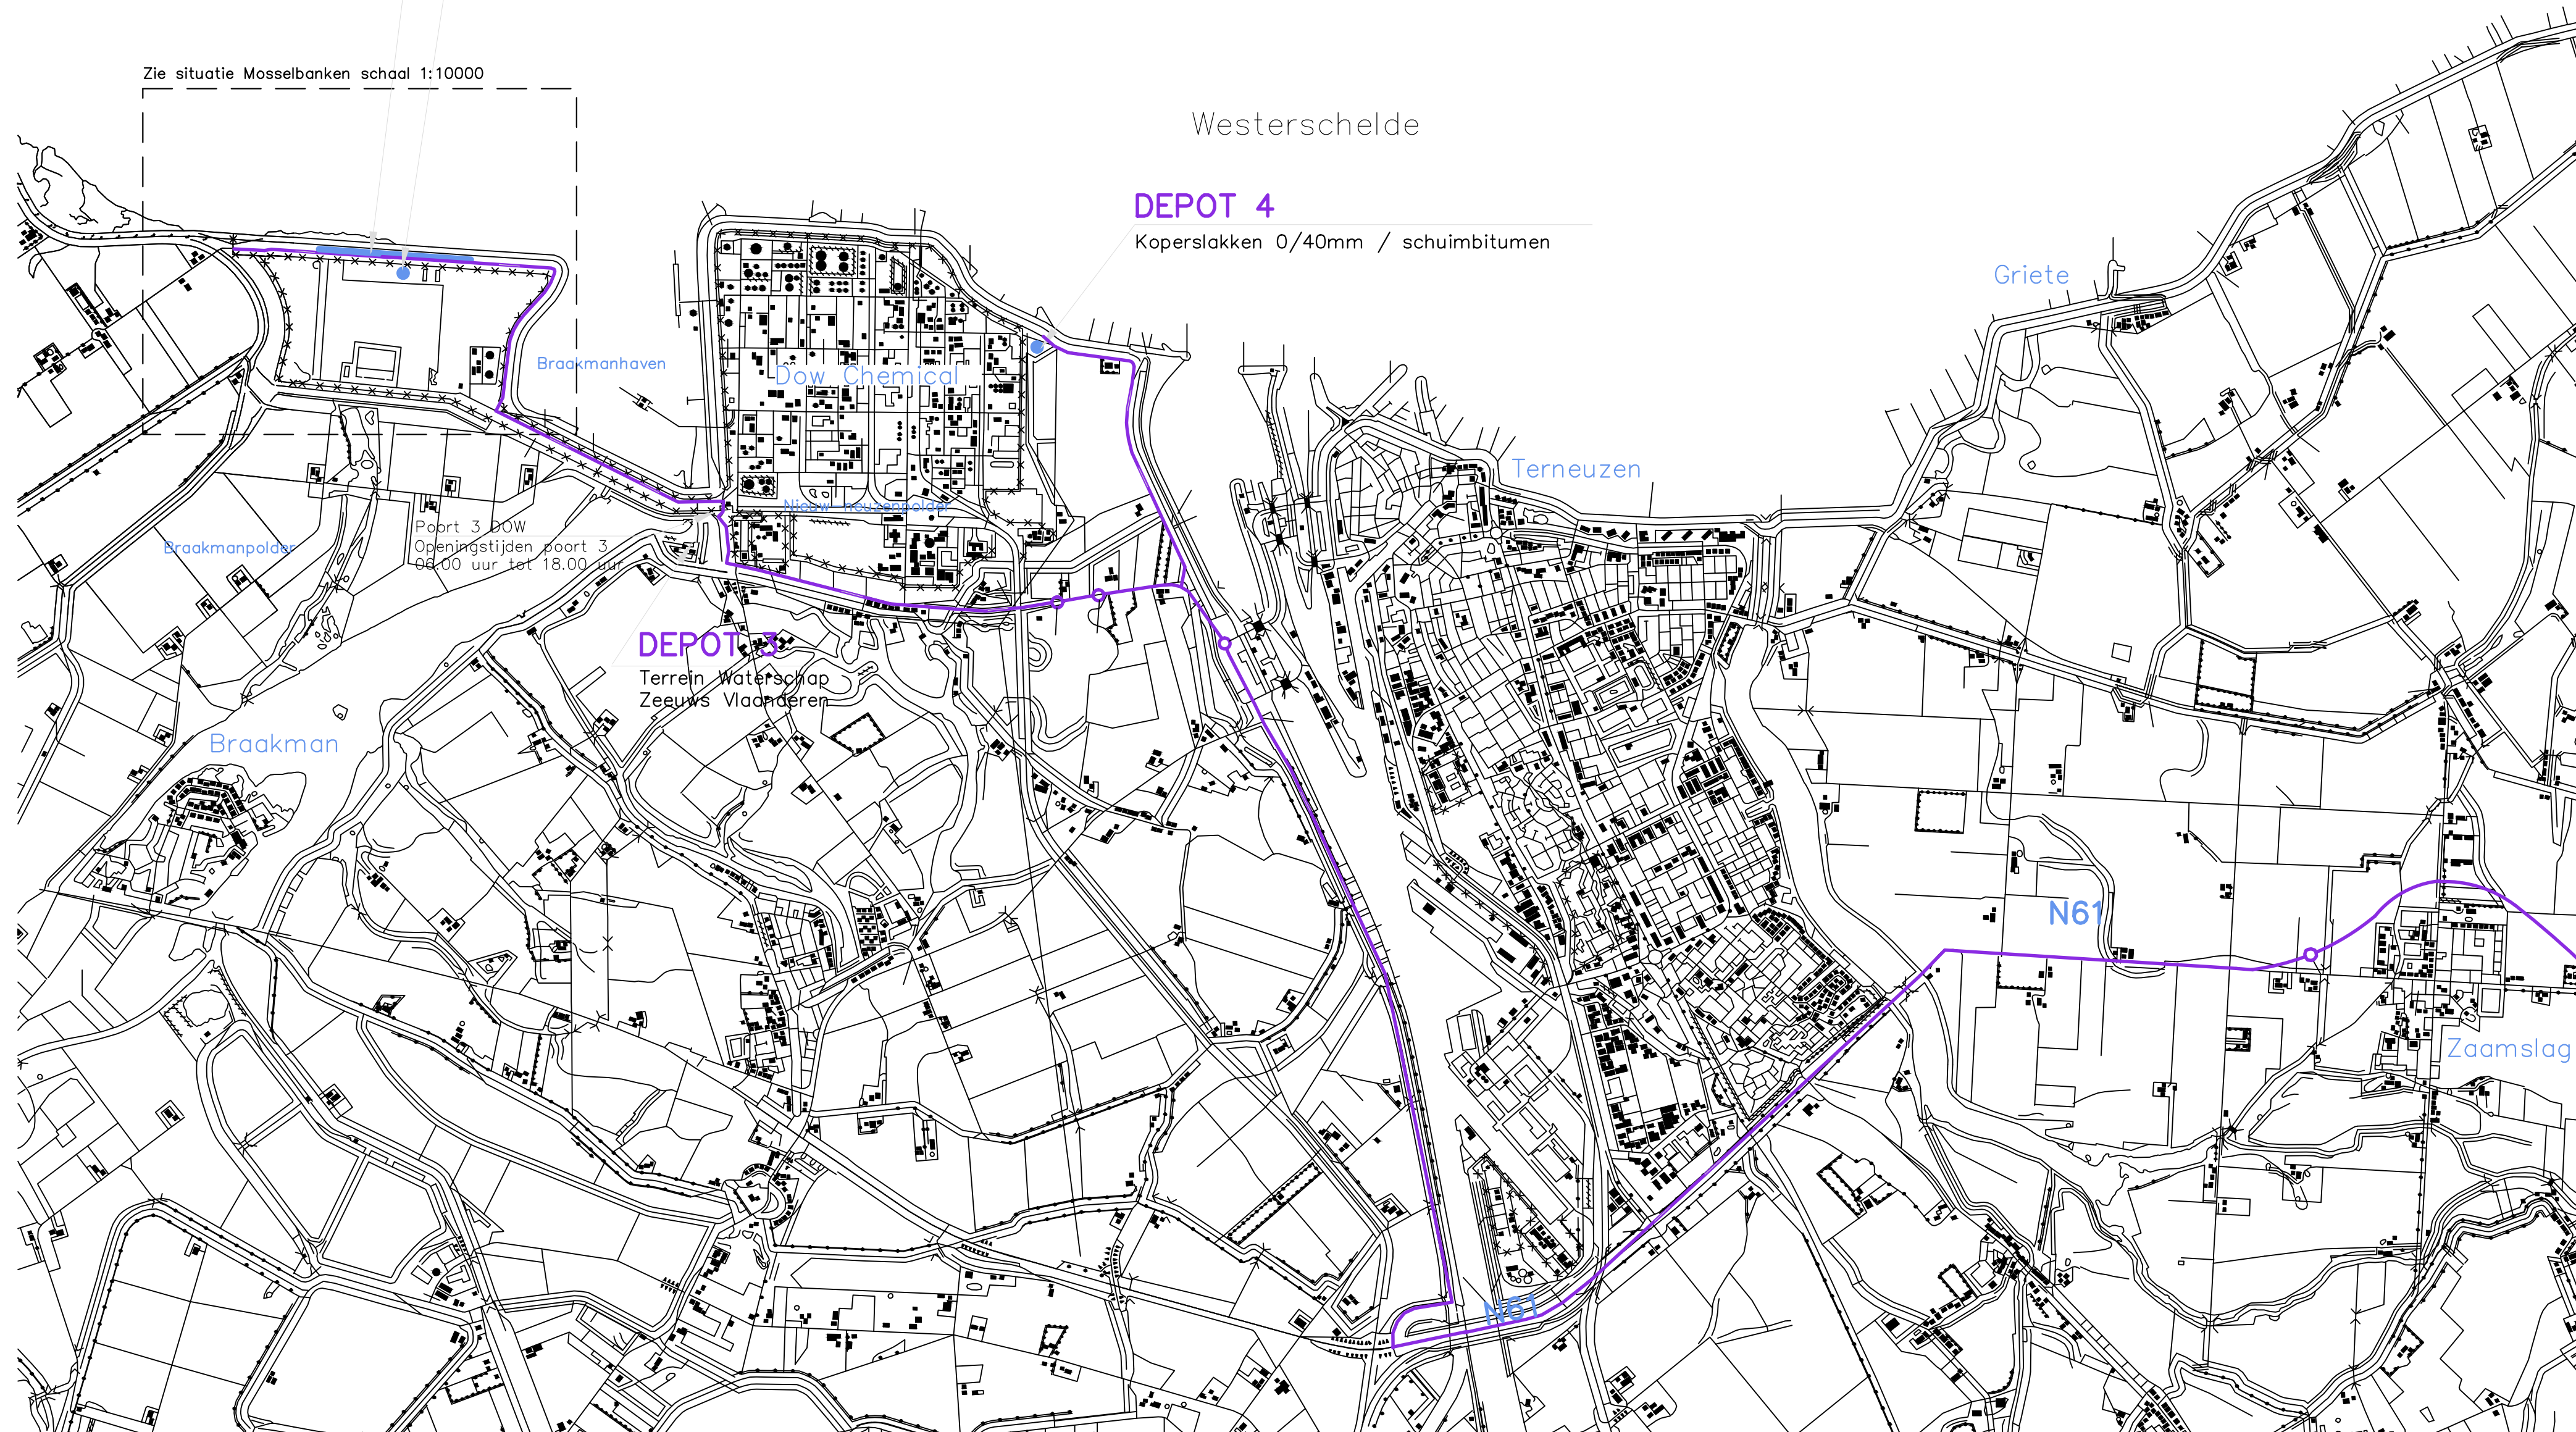 Zie situatie Mosselbanken schaal 1:10000
Westerschelde
DEPOT 4
Koperslakken 0/40mm / schuimbitumen
Griete
Braakmanhaven
Dow Chemical
Terneuzen
Nieuw-neuzenpolder
Poort 3 DOW
Openingstijden poort 3
06.00 uur tot 18.00 uur
Braakmanpolder
DEPOT 3
Terrein Waterschap
Zeeuws Vlaanderen
Braakman
N61
Zaamslag
N61